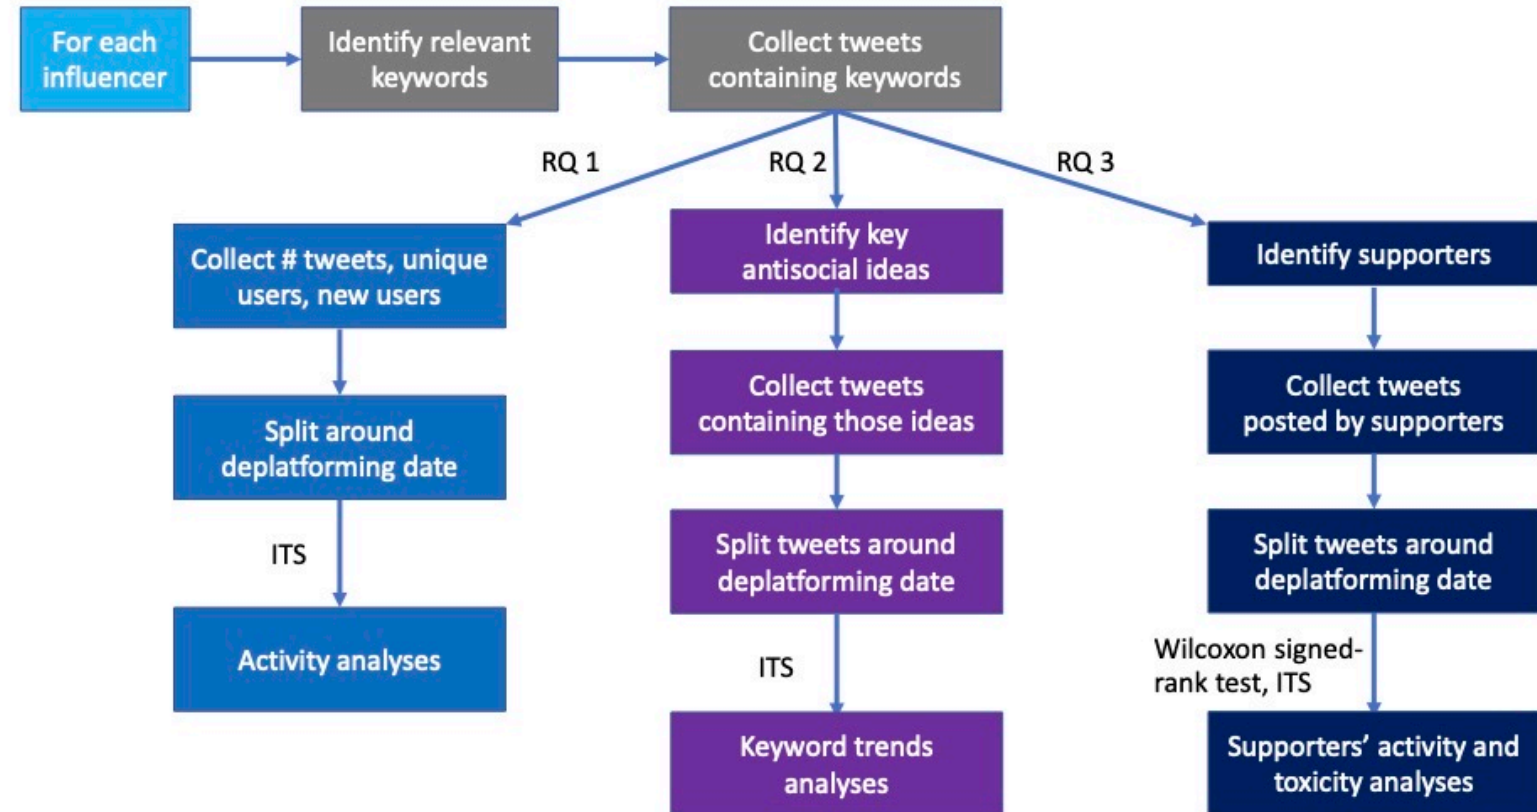 For each
influencer
Identify relevant
keywords
Collect tweets
containing keywords
RQ 1
RQ 2
RQ 3
Collect # tweets, unique
users, new users
Split around
deplatforming date
ITS
Activity analyses
Identify key
antisocial ideas
Collect tweets
containing those ideas
Split tweets around
deplatforming date
ITS
Keyword trends
analyses
Identify supporters
Collect tweets
posted by supporters
Split tweets around
deplatforming date
Wilcoxon signed-
rank test, ITS
Supporters’ activity and
toxicity analyses